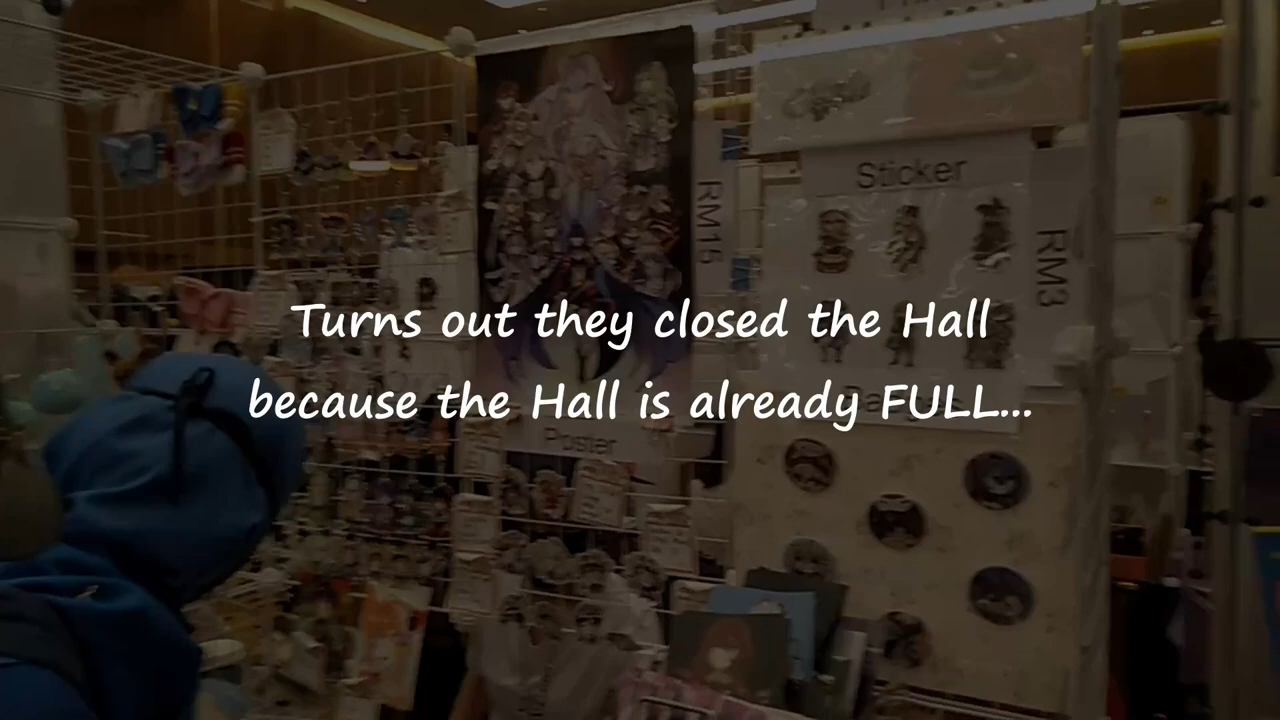 Sticker
RM15
RM3
Turns out they closed the Hall
because the Hall is already FULL...
Poster